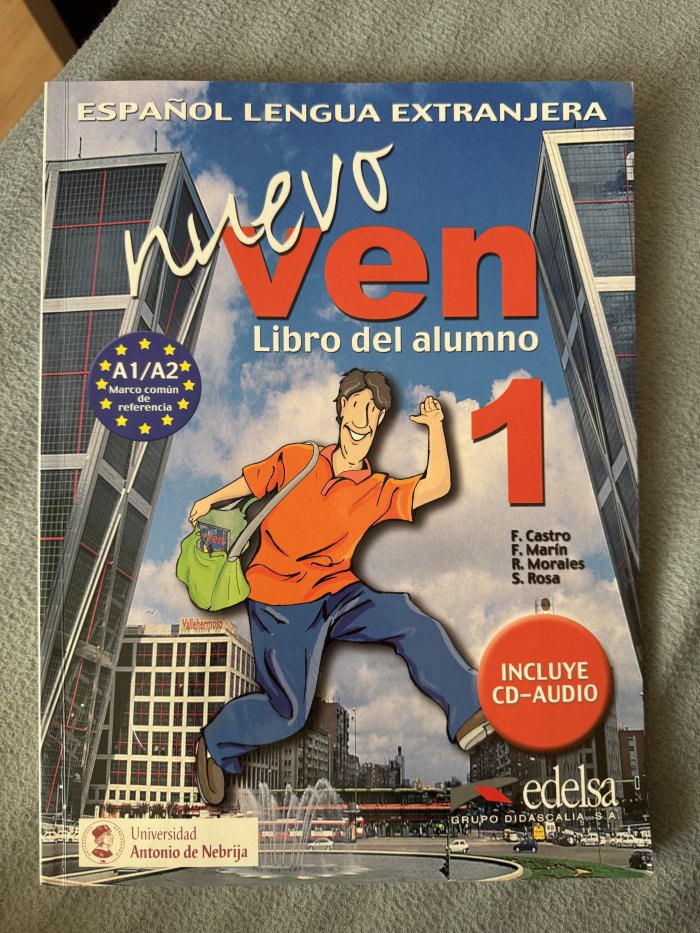 ESPAÑOL LENGUA EXTRANJERA
nuevo
ven
Libro del alumno
1
A1/A2
Marco común
de
referencia
F. Castro
F. Marín
R. Morales
S. Rosa
ven
Vallehermoso
INCLUYE
CD-AUDIO
edelsa
GRUPO DIDASCALIA, S.A.
Universidad
Antonio de Nebrija